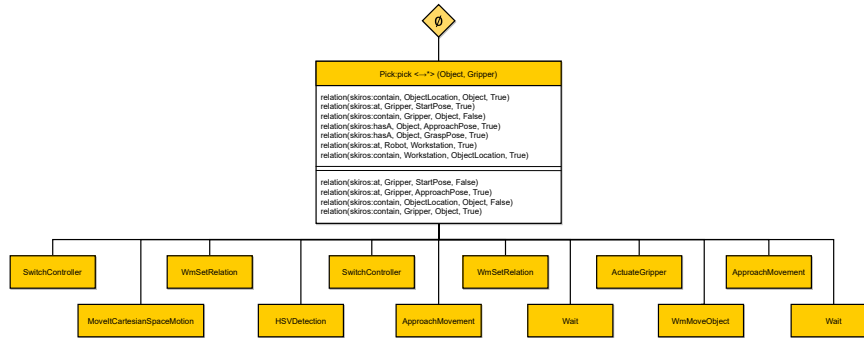 Ø
Pick:pick <→*> (Object, Gripper)
relation(skiros:contain, ObjectLocation, Object, True)
relation(skiros:at, Gripper, StartPose, True)
relation(skiros:contain, Gripper, Object, False)
relation(skiros:hasA, Object, ApproachPose, True)
relation(skiros:hasA, Object, GraspPose, True)
relation(skiros:at, Robot, Workstation, True)
relation(skiros:contain, Workstation, ObjectLocation, True)
relation(skiros:at, Gripper, StartPose, False)
relation(skiros:at, Gripper, ApproachPose, True)
relation(skiros:contain, ObjectLocation, Object, False)
relation(skiros:contain, Gripper, Object, True)
SwitchController
WmSetRelation
SwitchController
WmSetRelation
ActuateGripper
ApproachMovement
MoveItCartesianSpaceMotion
HSVDetection
ApproachMovement
Wait
WmMoveObject
Wait